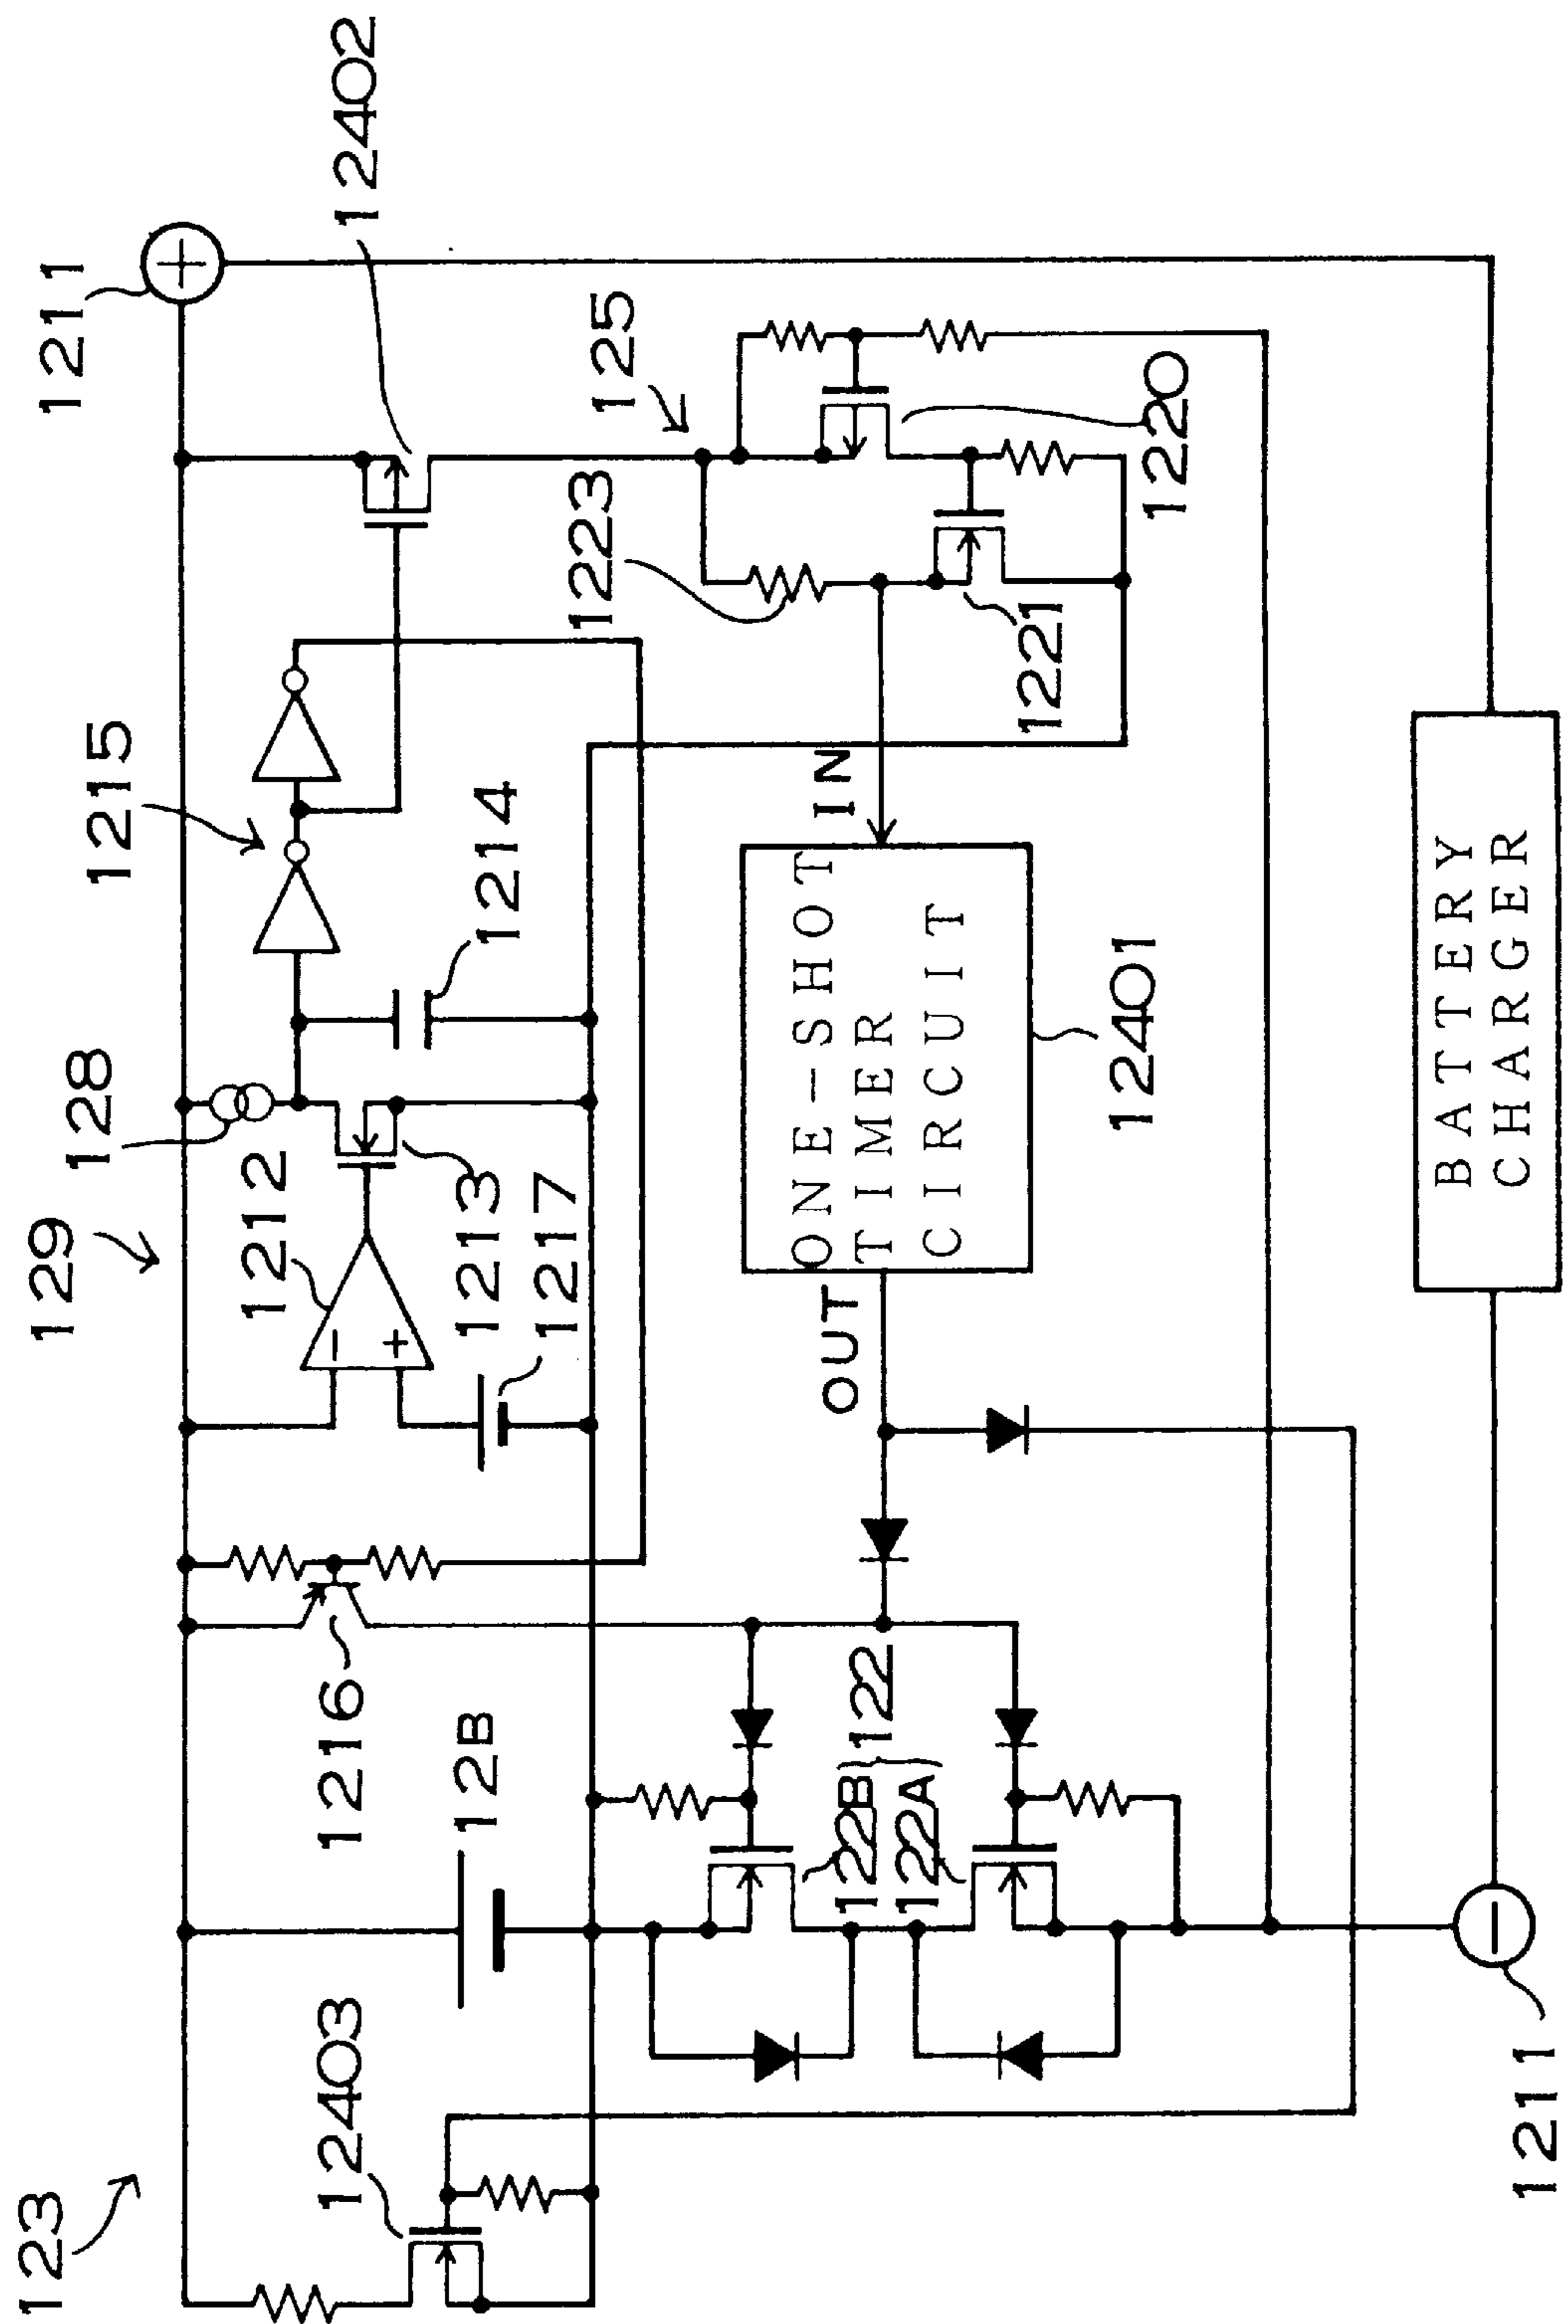 123
129
1211
128
1215
1212
12403
1216
12402
12B
1213
1214
1217
1223
125
OUT
ONE-SHOT
TIMER
CIRCUIT
IN
122B
122A
122
1221
12401
1220
BATTERY
CHARGER
1211